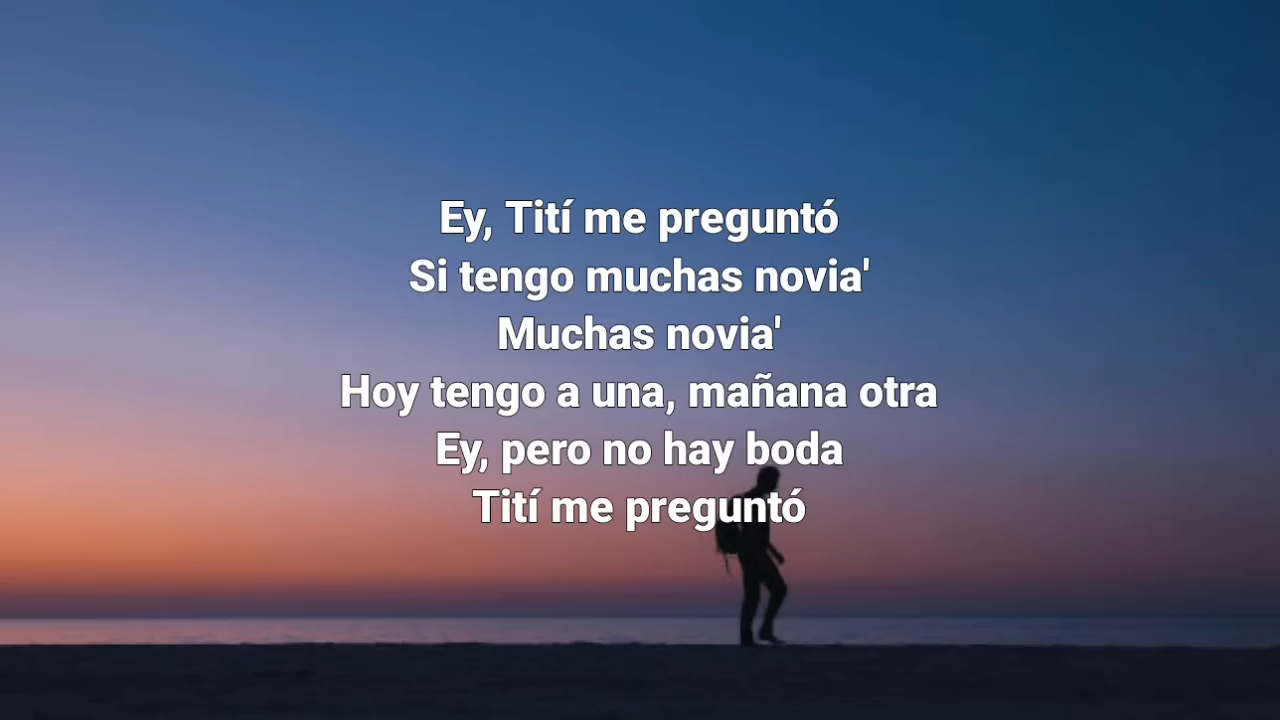 Ey, Tití me preguntó
Si tengo muchas novia'
Muchas novia'
Hoy tengo a una, mañana otra
Ey, pero no hay boda
Tití me preguntó